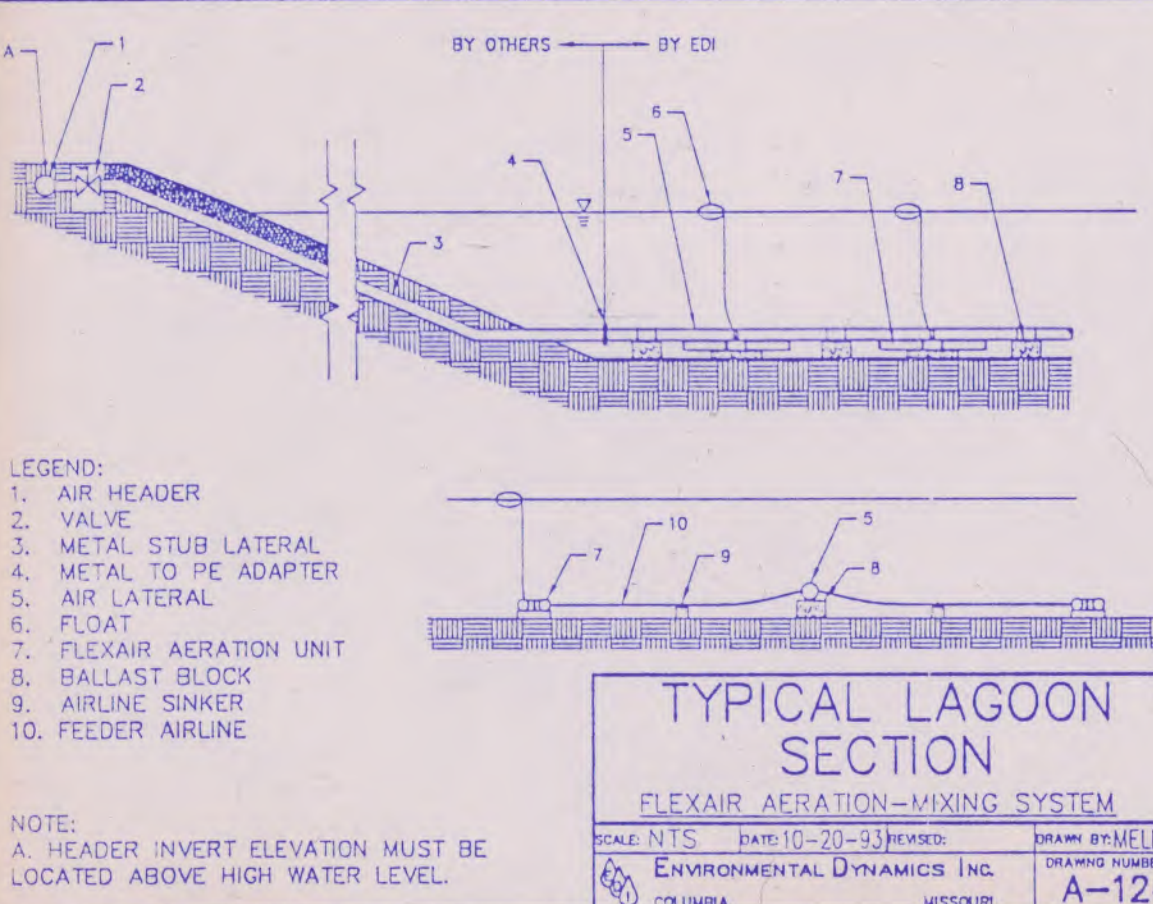 BY OTHERS BY EDI
A
1
2
6
5
4
7
8
3
LEGEND:
1. AIR HEADER
2. VALVE
3. METAL STUB LATERAL
4. METAL TO PE ADAPTER
5. AIR LATERAL
6. FLOAT
7. FLEXAIR AERATION UNIT
8. BALLAST BLOCK
9. AIRLINE SINKER
10. FEEDER AIRLINE
10
5
7
9
8
NOTE:
A. HEADER INVERT ELEVATION MUST BE
LOCATED ABOVE HIGH WATER LEVEL.
TYPICAL LAGOON
SECTION
FLEXAIR AERATION-MIXING SYSTEM
SCALE: NTS DATE: 10-20-93 REVISED: DRAWN BY:
ENVIRONMENTAL DYNAMICS INC.
COLUMBIA, MISSOURI
DRAWNG